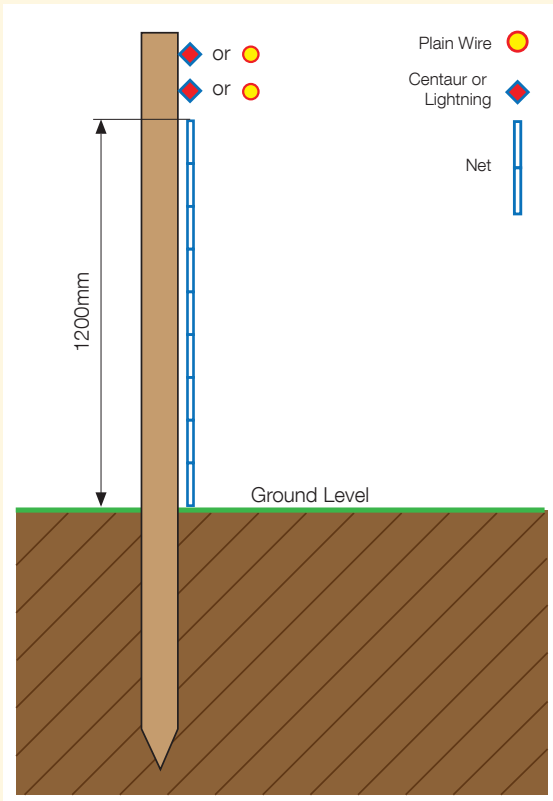 or
or
Plain Wire
Centaur or
Lightning
Net
1200mm
Ground Level